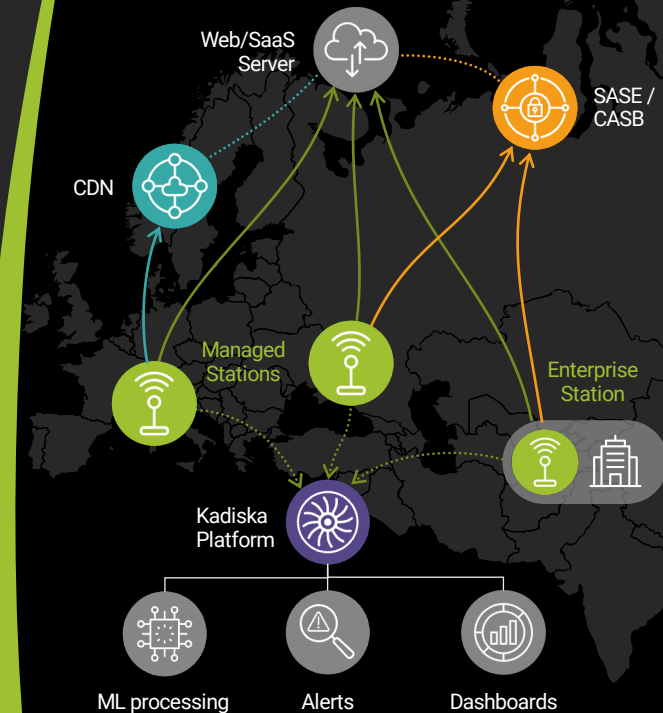 Web/SaaS
Server
SASE /
CASB
CDN
Managed
Stations
Enterprise
Station
Kadiska
Platform
ML processing
Alerts
Dashboards